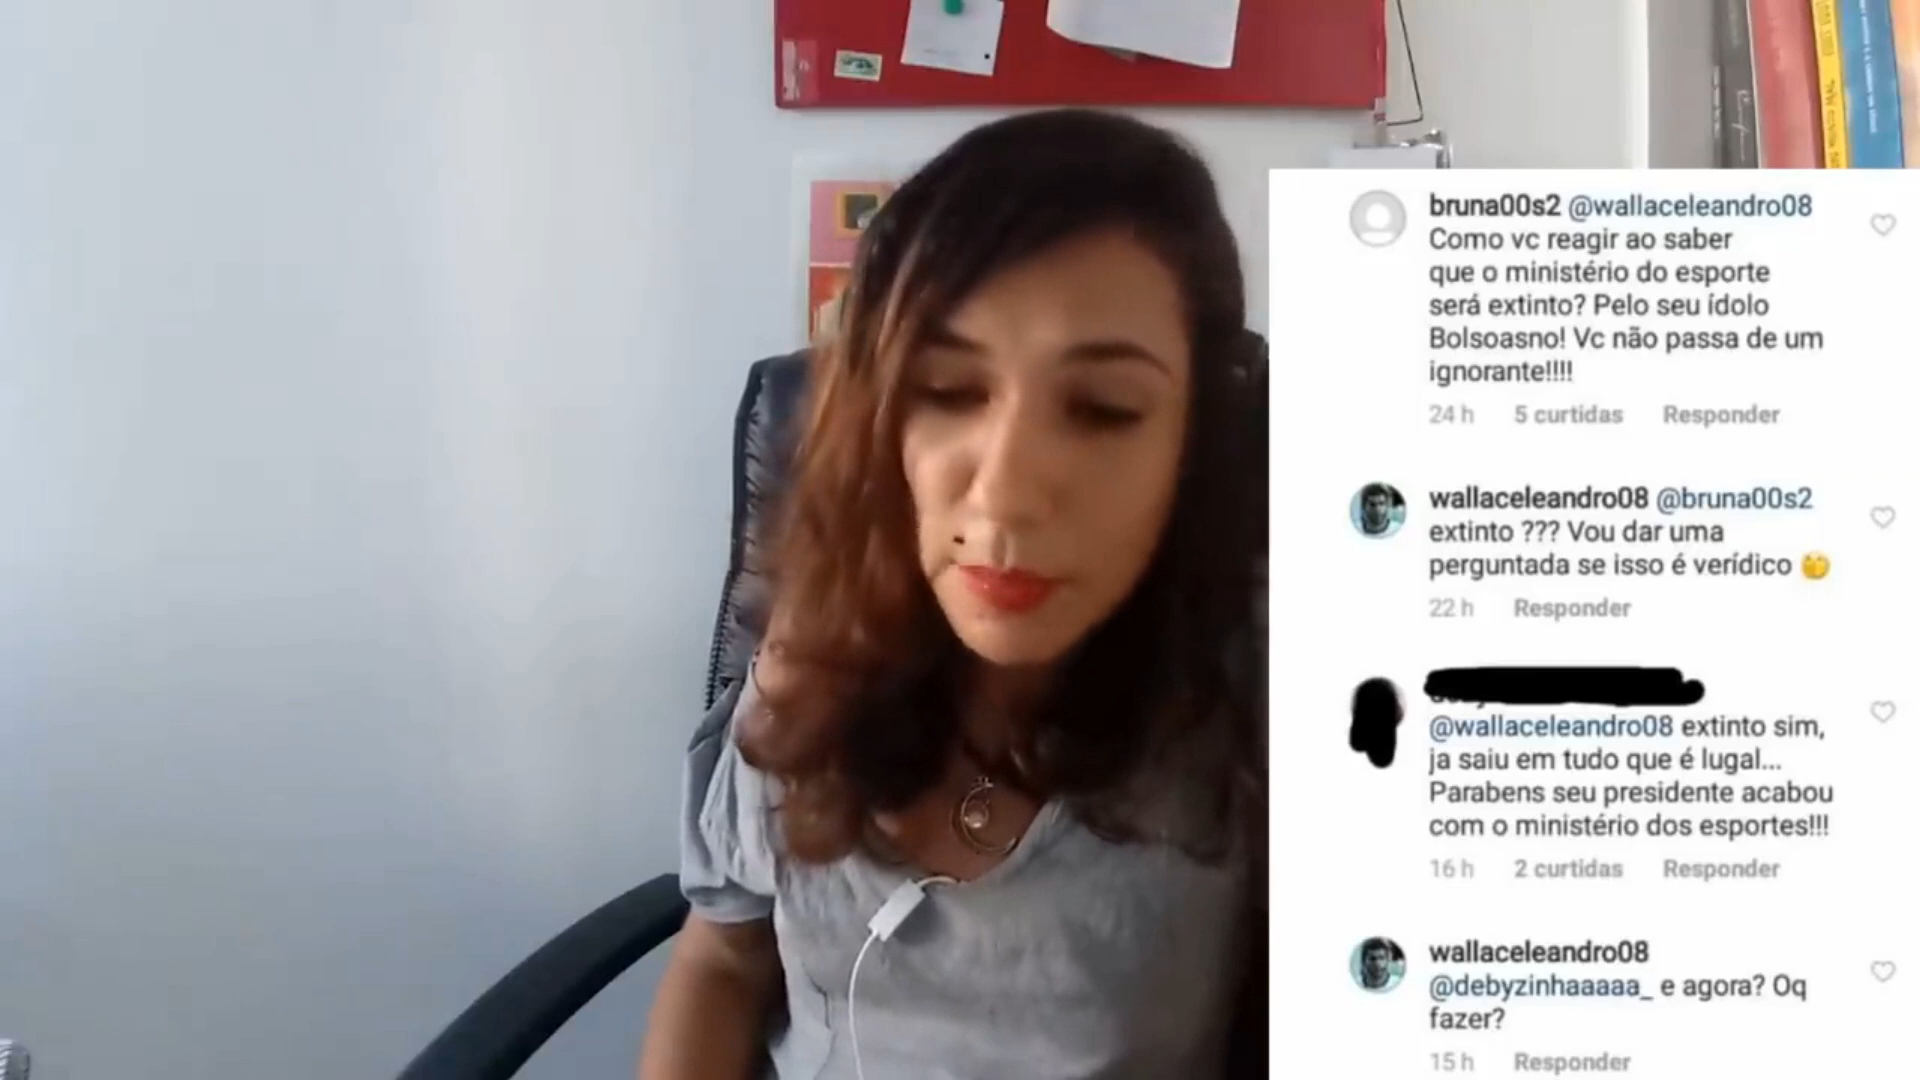 bruna00s2 @wallaceleandro08
Como vc reagir ao saber
que o ministério do esporte
será extinto? Pelo seu ídolo
Bolsoasno! Vc não passa de um
ignorante!!!!
24 h 5 curtidas Responder
wallaceleandro08 @bruna00s2
extinto ??? Vou dar uma
perguntada se isso é verídico
22 h Responder
@wallaceleandro08 extinto sim,
ja saiu em tudo que é lugal...
Parabens seu presidente acabou
com o ministério dos esportes!!!
16 h 2 curtidas Responder
wallaceleandro08
@debyzinhaaaaa_ e agora? Oq
fazer?
15 h Responder